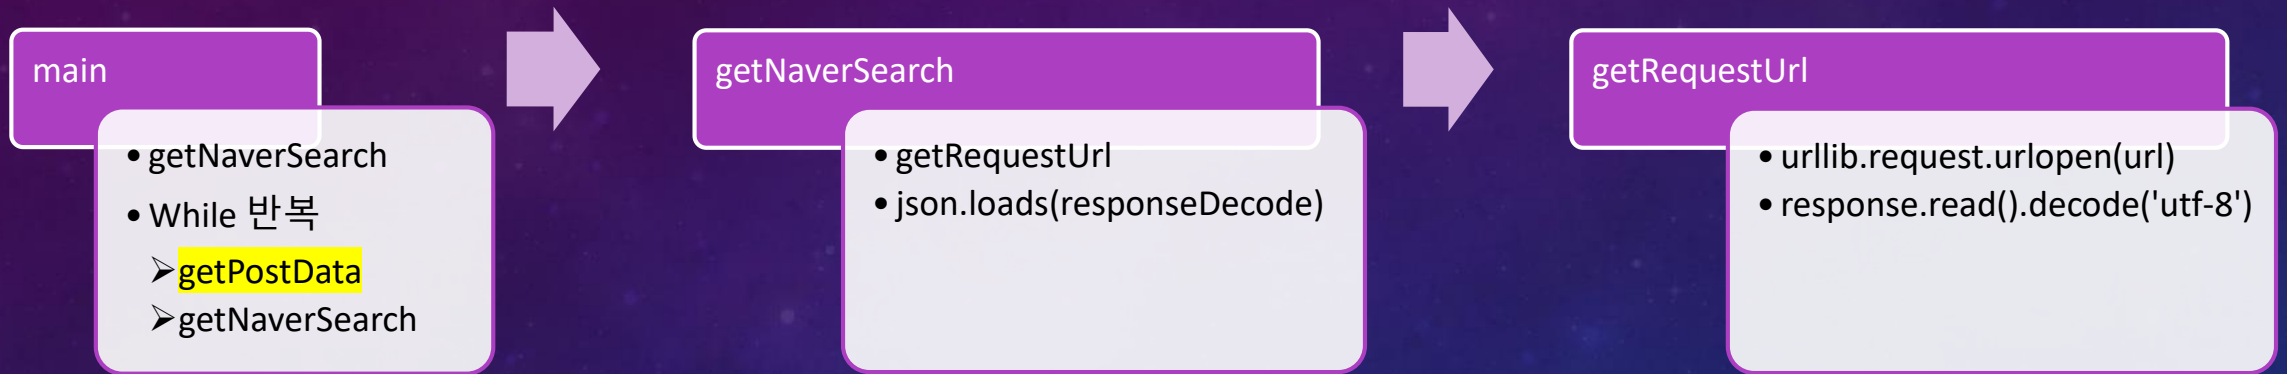 main
• getNaverSearch
• While 반복
➢getPostData
➢getNaverSearch
getNaverSearch
• getRequestUrl
• json.loads(responseDecode)
getRequestUrl
• urllib.request.urlopen(url)
• response.read().decode('utf-8')